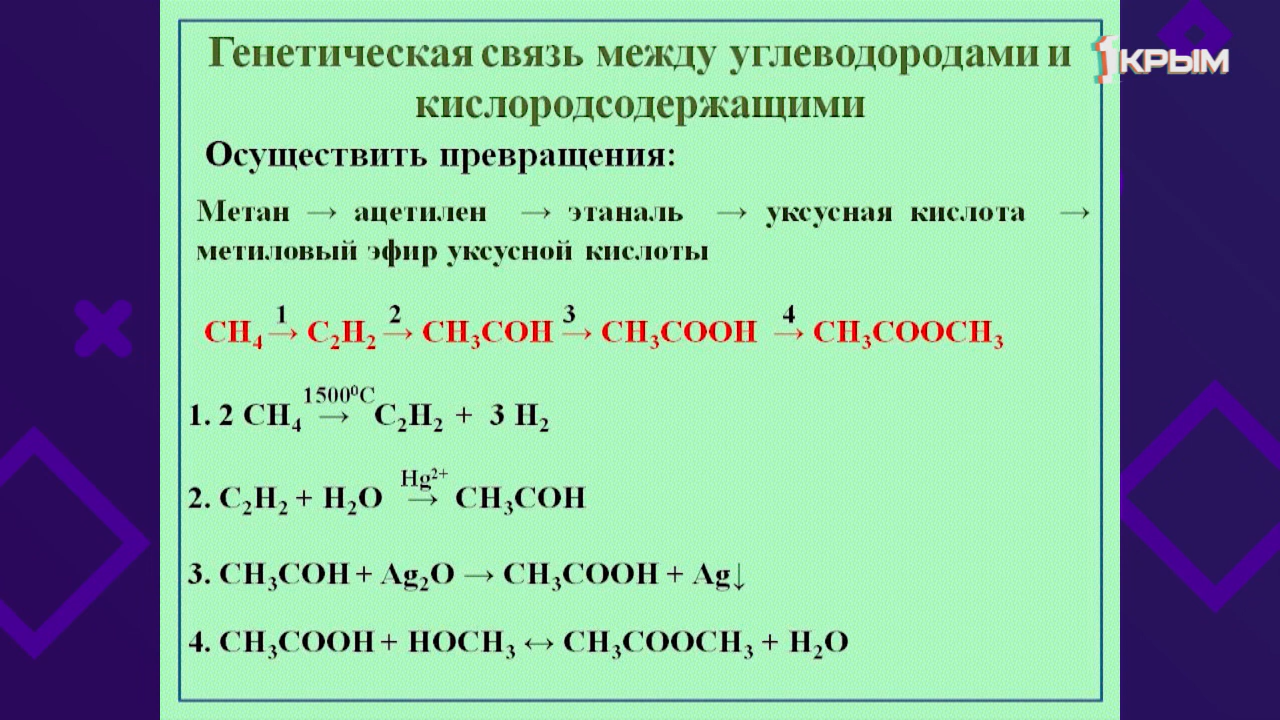 Генетическая связь между углеводородами и
кислородсодержащими
1КРЫМ
Осуществить превращения:
Метан → ацетилен → этаналь → уксусная кислота →
метиловый эфир уксусной кислоты
CH₄ →¹ C₂H₂ →² CH₃COH →³ CH₃COOH →⁴ CH₃COOCH₃
1500⁰C
1. 2 CH₄ → C₂H₂ + 3 H₂
Hg²⁺
2. C₂H₂ + H₂O → CH₃COH
3. CH₃COH + Ag₂O → CH₃COOH + Ag↓
4. CH₃COOH + HOCH₃ ↔ CH₃COOCH₃ + H₂O